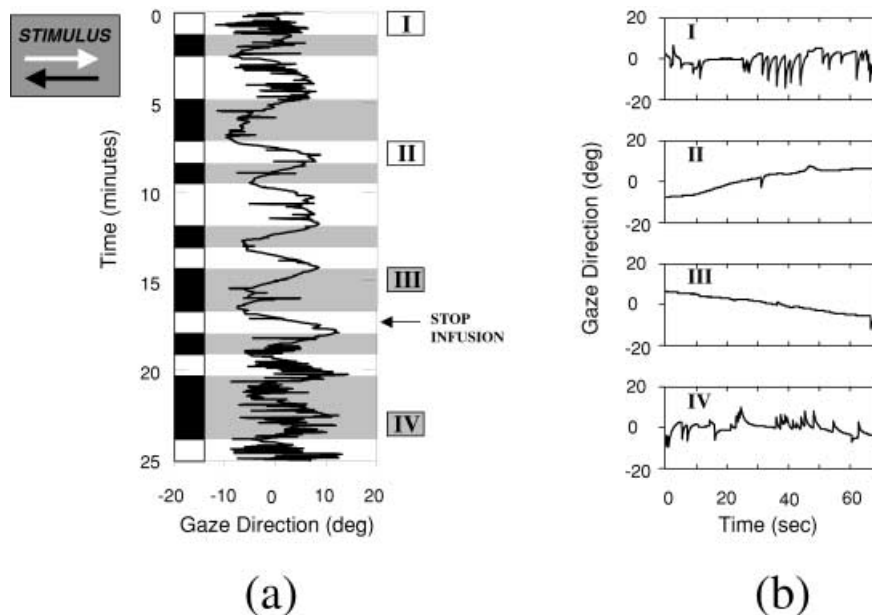 STIMULUS
0
5
10
15
20
25
Time (minutes)
I
II
III
STOP
INFUSION
IV
-20 -10 0 10 20
Gaze Direction (deg)
(a)
20
I
0
-20
20
II
0
-20
Gaze Direction (deg)
20
III
0
-20
20
IV
0
-20
0 20 40 60
Time (sec)
(b)